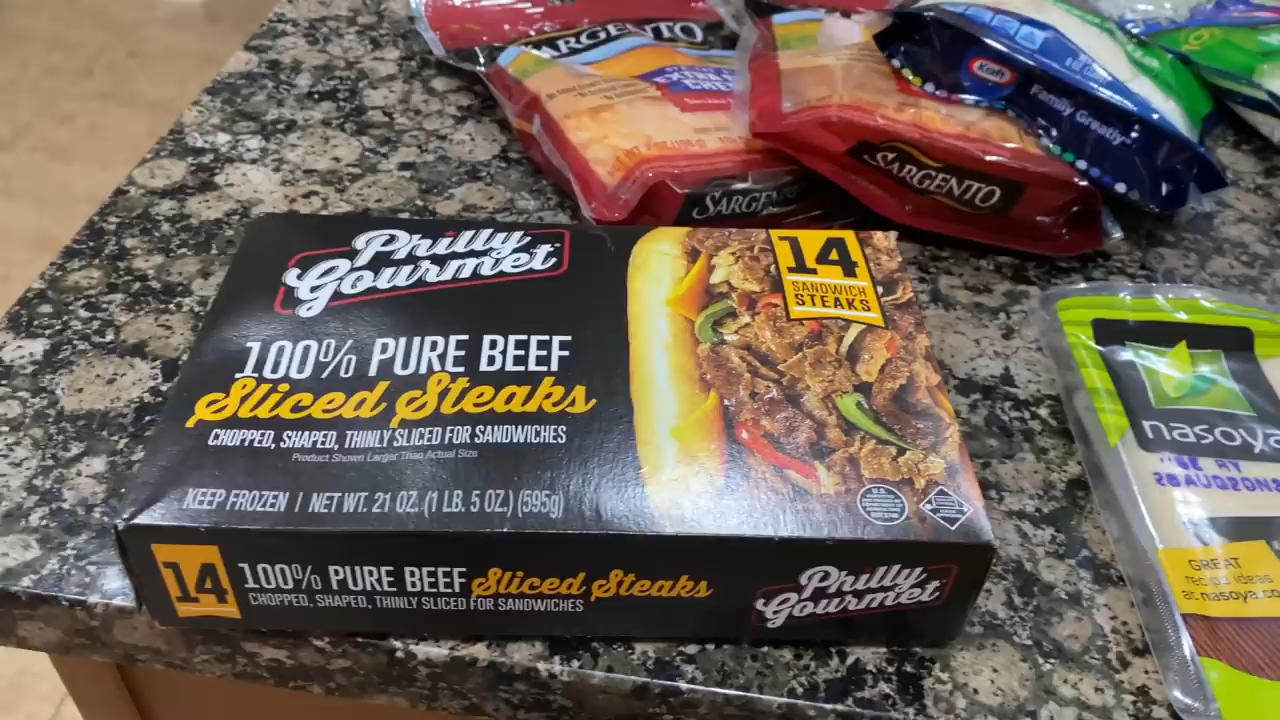 SARGENTO
EXTRA
SARGENTO
SARGENTO
Kraft
Family Greatly
Philly
Gourmet
14
SANDWICH
STEAKS
100% PURE BEEF
Sliced Steaks
CHOPPED, SHAPED, THINLY SLICED FOR SANDWICHES
Product Shown Larger Than Actual Size
KEEP FROZEN | NET WT. 21 OZ. (1 LB. 5 OZ.) (595g)
14
100% PURE BEEF Sliced Steaks
CHOPPED, SHAPED, THINLY SLICED FOR SANDWICHES
Philly
Gourmet
nasoya
GREAT
recipe ideas
at nasoya.co